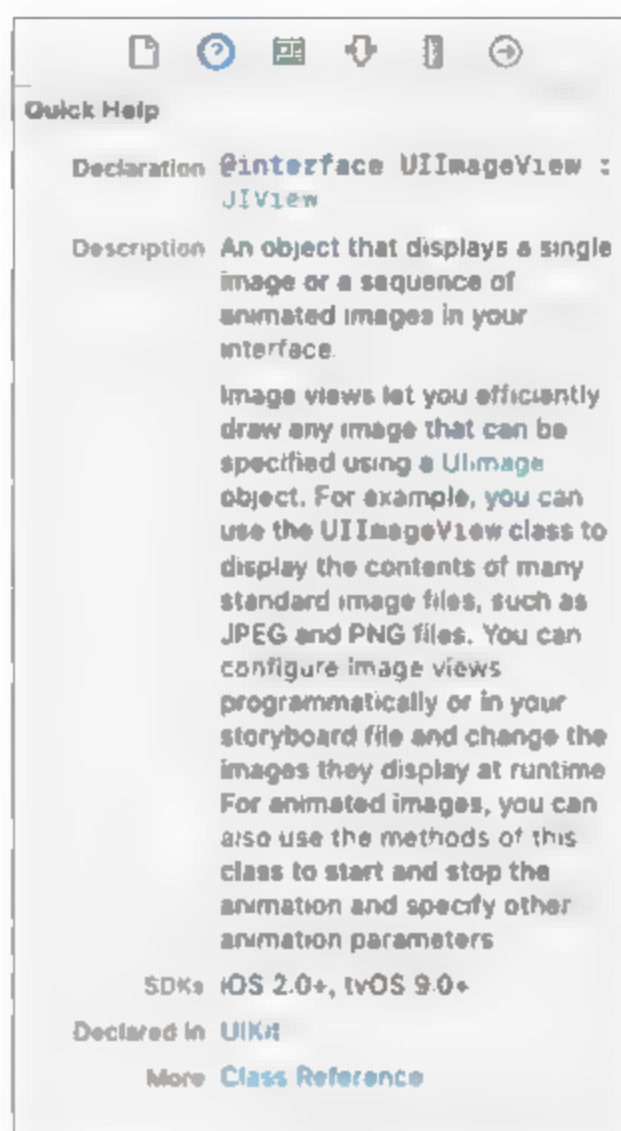 Quick Help
Declaration @interface UIImageView :
UIView
Description An object that displays a single
image or a sequence of
animated images in your
interface.
Image views let you efficiently
draw any image that can be
specified using a UIImage
object. For example, you can
use the UIImageView class to
display the contents of many
standard image files, such as
JPEG and PNG files. You can
configure image views
programmatically or in your
storyboard file and change the
images they display at runtime.
For animated images, you can
also use the methods of this
class to start and stop the
animation and specify other
animation parameters.
SDKs iOS 2.0+, tvOS 9.0+
Declared In UIKit
More Class Reference